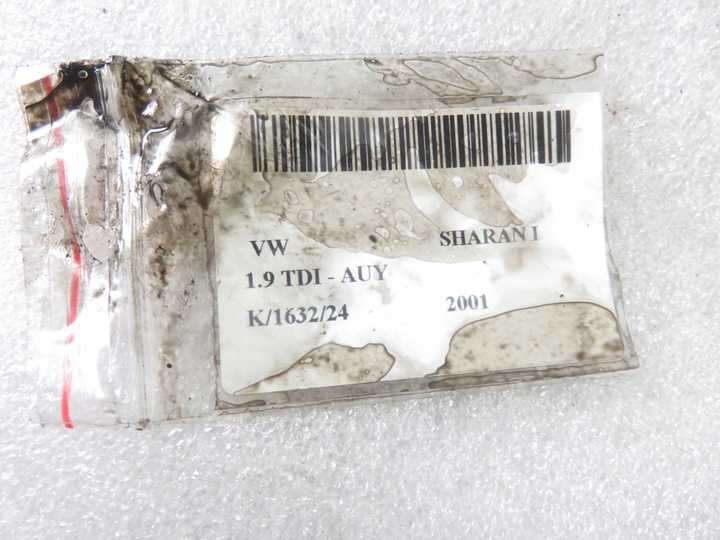 VW SHARAN I
1.9 TDI - AUY
K/1632/24 2001